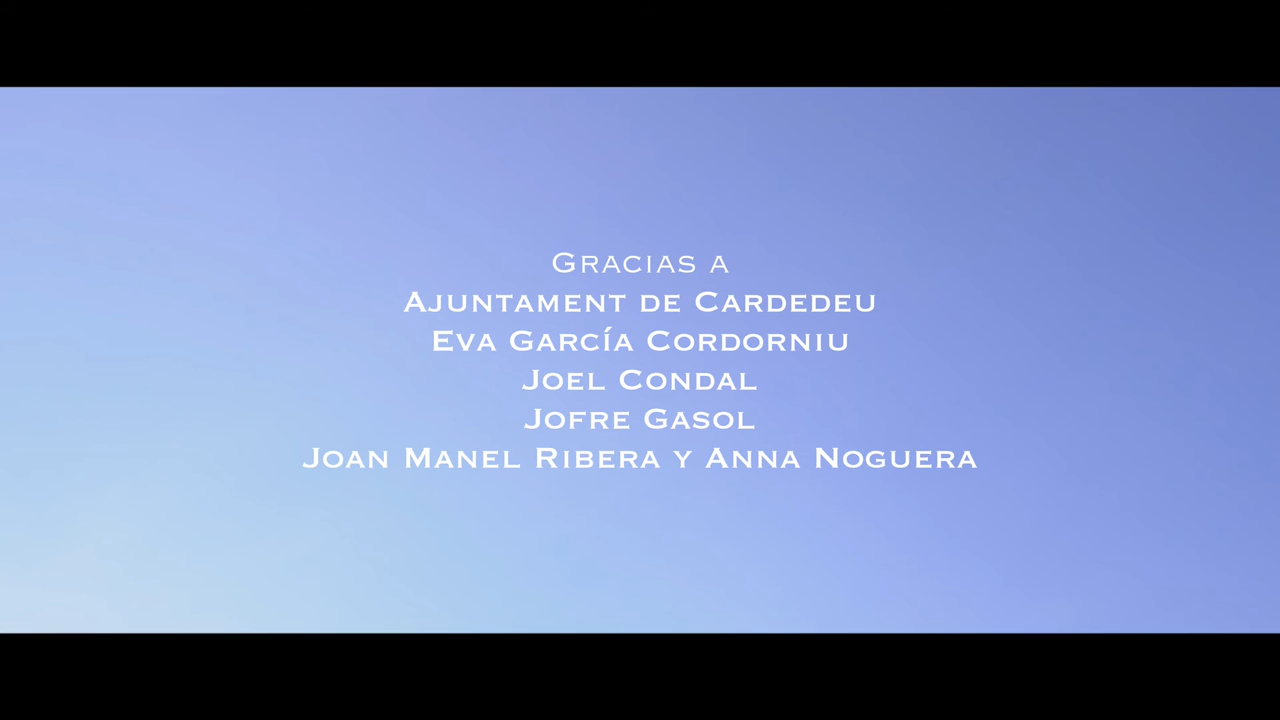 Gracias a
Ajuntament de Cardedeu
Eva García Cordorniu
Joel Condal
Jofre Gasol
Joan Manel Ribera y Anna Noguera